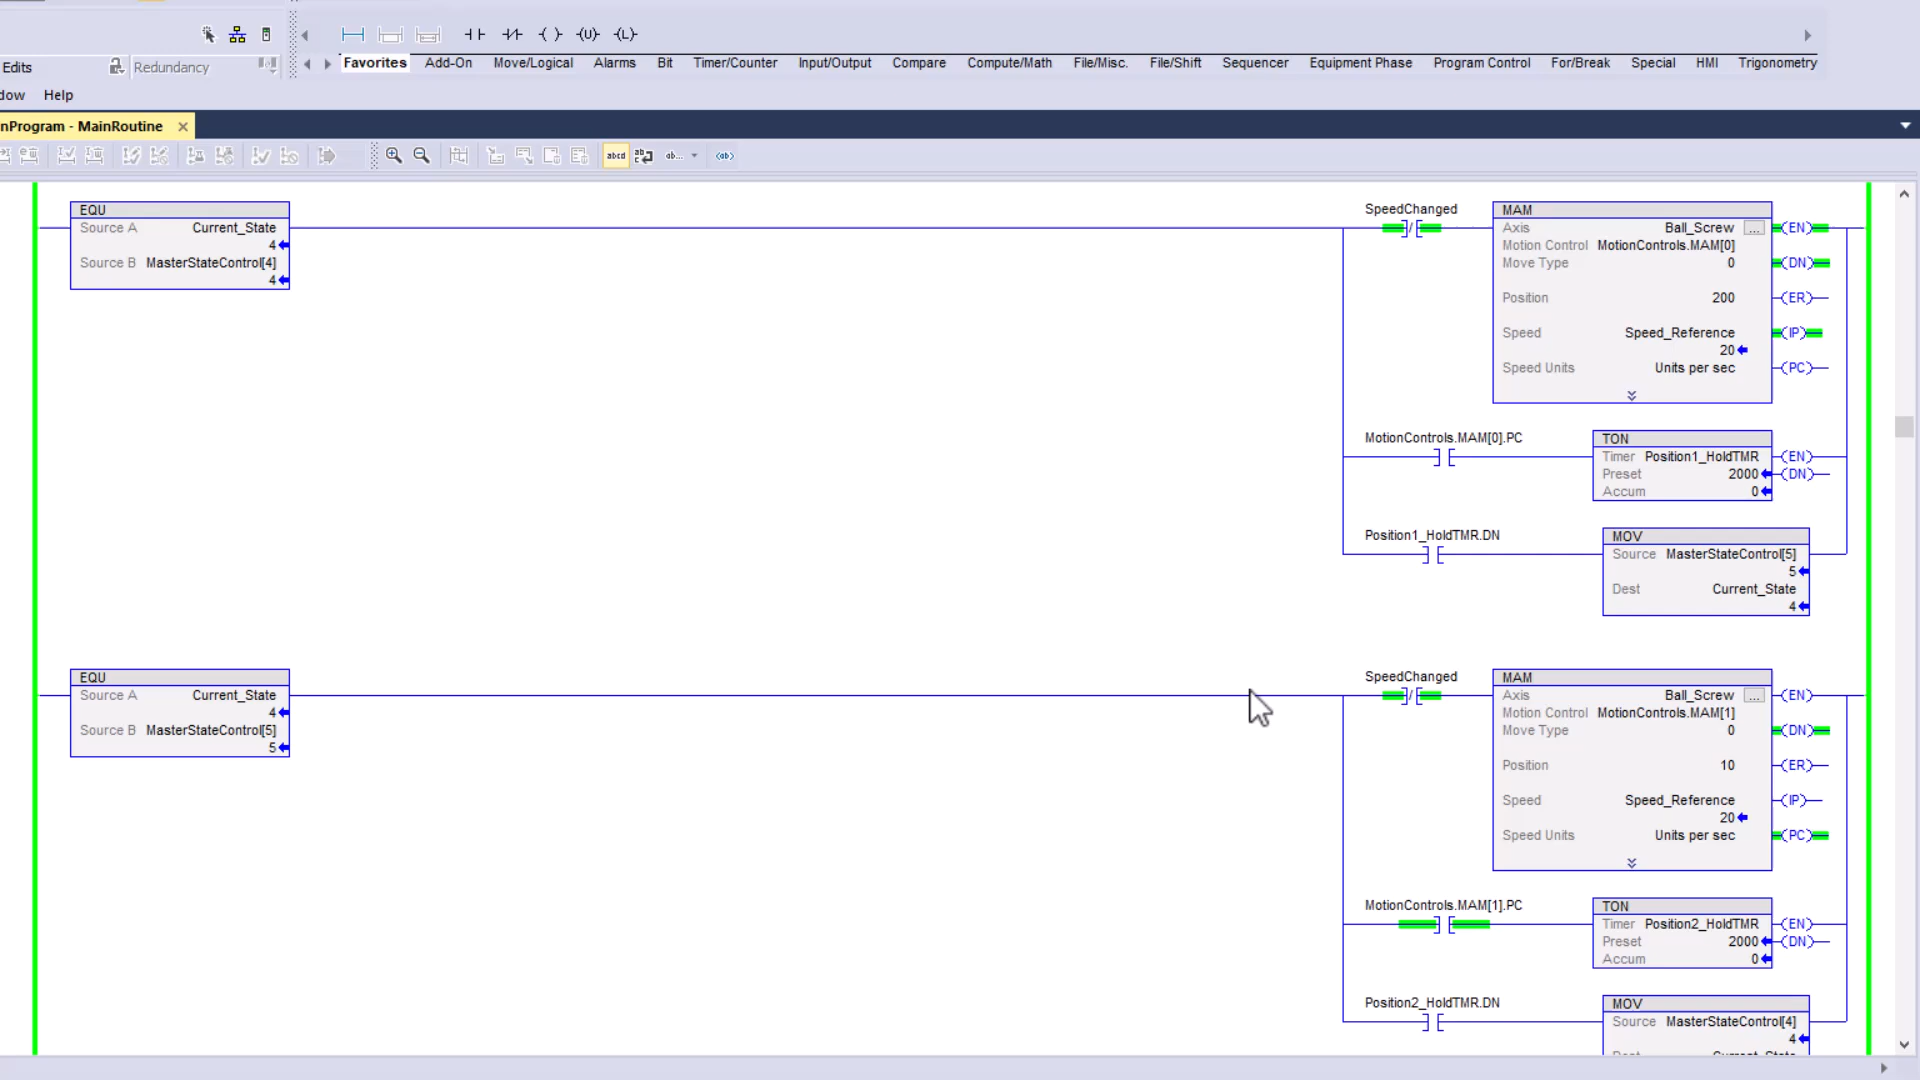 Edits
Redundancy
Favorites Add-On Move/Logical Alarms Bit Timer/Counter Input/Output Compare Compute/Math File/Misc. File/Shift Sequencer Equipment Phase Program Control For/Break Special HMI Trigonometry
dow Help
nProgram - MainRoutine
abcd
ab...
<ab>
EQU
Source A Current_State
4
Source B MasterStateControl[4]
4
SpeedChanged
MAM
Axis Ball_Screw ...
Motion Control MotionControls.MAM[0]
Move Type 0
Position 200
Speed Speed_Reference
20
Speed Units Units per sec
EN
DN
ER
IP
PC
MotionControls.MAM[0].PC
TON
Timer Position1_HoldTMR
Preset 2000
Accum 0
EN
DN
Position1_HoldTMR.DN
MOV
Source MasterStateControl[5]
5
Dest Current_State
4
EQU
Source A Current_State
4
Source B MasterStateControl[5]
5
SpeedChanged
MAM
Axis Ball_Screw ...
Motion Control MotionControls.MAM[1]
Move Type 0
Position 10
Speed Speed_Reference
20
Speed Units Units per sec
EN
DN
ER
IP
PC
MotionControls.MAM[1].PC
TON
Timer Position2_HoldTMR
Preset 2000
Accum 0
EN
DN
Position2_HoldTMR.DN
MOV
Source MasterStateControl[4]
4